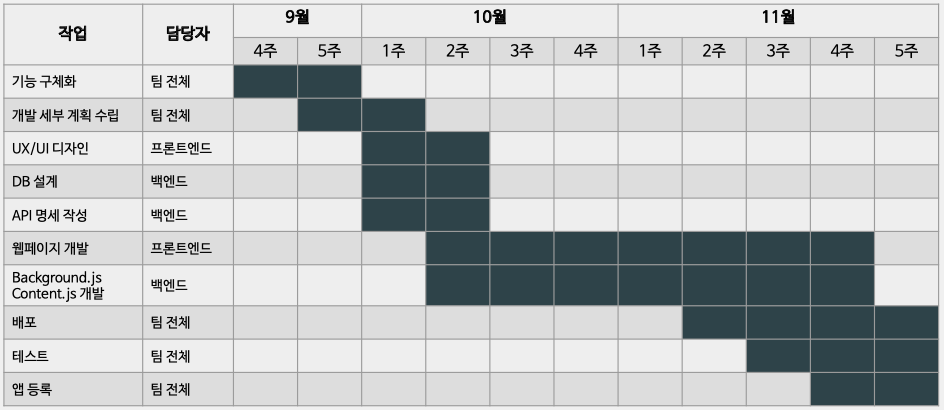 작업 담당자 9월 10월 11월
4주 5주 1주 2주 3주 4주 1주 2주 3주 4주 5주
기능 구체화 팀 전체
개발 세부 계획 수립 팀 전체
UX/UI 디자인 프론트엔드
DB 설계 백엔드
API 명세 작성 백엔드
웹페이지 개발 프론트엔드
Background.js
Content.js 개발 백엔드
배포 팀 전체
테스트 팀 전체
앱 등록 팀 전체